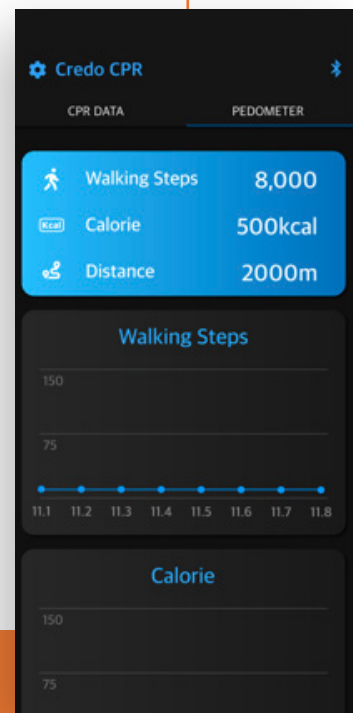 Credo CPR
CPR DATA PEDOMETER
Walking Steps 8,000
Kcal Calorie 500kcal
Distance 2000m
Walking Steps
150
75
11.1 11.2 11.3 11.4 11.5 11.6 11.7 11.8
Calorie
150
75